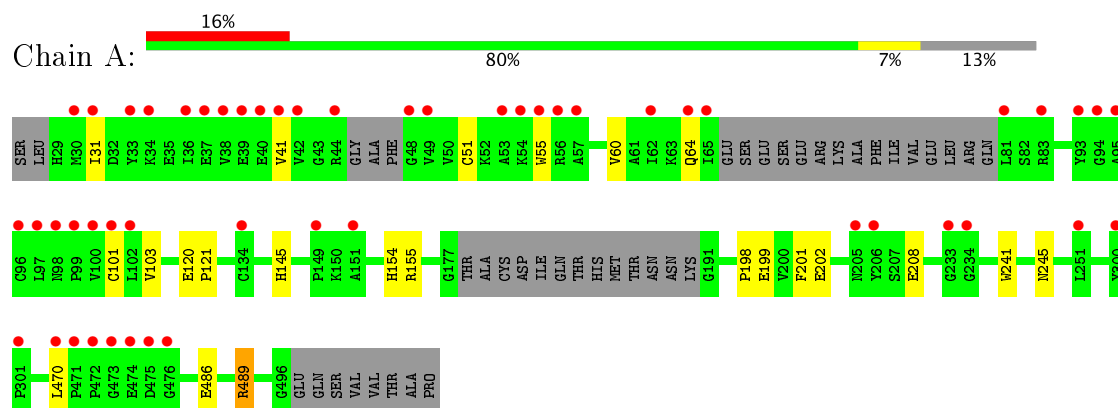 16%
Chain A:
80% 7% 13%
SER LEU H29 M30 I31 D32 Y33 K34 E35 I36 E37 V38 E39 E40 V41 V42 G43 R44 GLY ALA PHE G48 V49 V50 C51 K52 A53 K54 W55 R56 A57 V60 A61 I62 K63 Q64 I65 GLU SER GLU SER GLU ARG LYS ALA PHE ILE VAL GLU LEU ARG GLN L81 S82 R83 Y93 G94 A95
C96 L97 N98 P99 V100 C101 L102 V103 E120 P121 C134 H145 P149 K150 A151 H154 R155 G177 THR ALA CYS ASP ILE GLN THR HIS MET THR ASN ASN LYS G191 P198 E199 V200 F201 E202 N205 Y206 S207 E208 G233 G234 W241 N245 L251 Y300
P301 L470 P471 P472 G473 E474 D475 G476 E486 R489 G496 GLU GLN SER VAL VAL THR ALA PRO